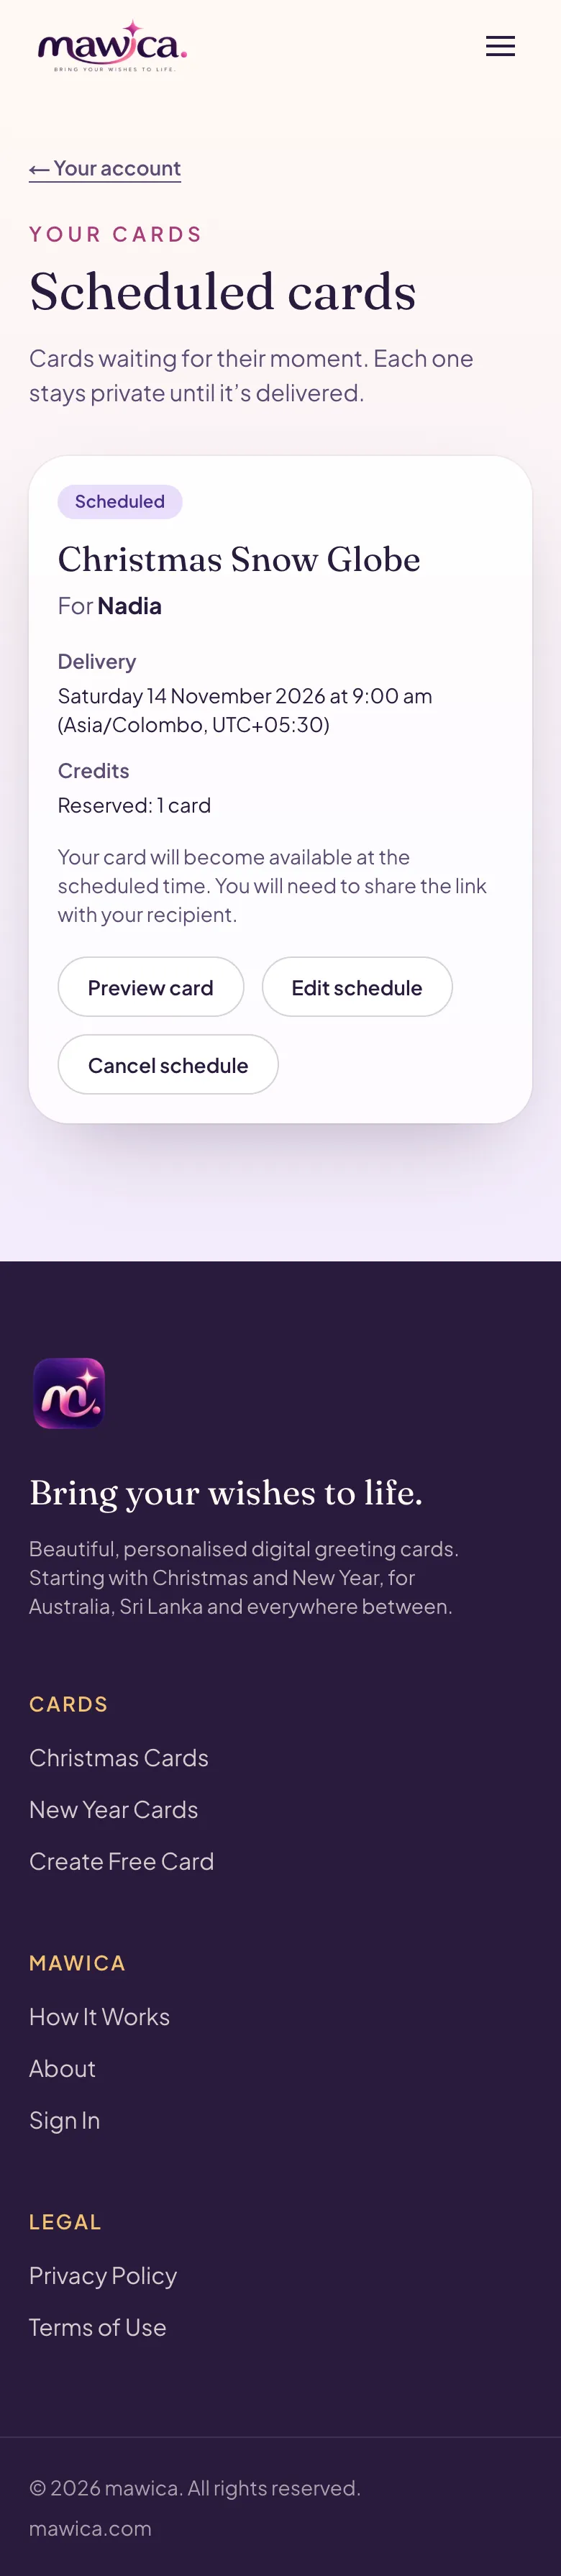 mawica.
BRING YOUR WISHES TO LIFE.
← Your account
YOUR CARDS
Scheduled cards
Cards waiting for their moment. Each one
stays private until it’s delivered.
Scheduled
Christmas Snow Globe
For Nadia
Delivery
Saturday 14 November 2026 at 9:00 am
(Asia/Colombo, UTC+05:30)
Credits
Reserved: 1 card
Your card will become available at the
scheduled time. You will need to share the link
with your recipient.
Preview card
Edit schedule
Cancel schedule
m.
Bring your wishes to life.
Beautiful, personalised digital greeting cards.
Starting with Christmas and New Year, for
Australia, Sri Lanka and everywhere between.
CARDS
Christmas Cards
New Year Cards
Create Free Card
MAWICA
How It Works
About
Sign In
LEGAL
Privacy Policy
Terms of Use
© 2026 mawica. All rights reserved.
mawica.com